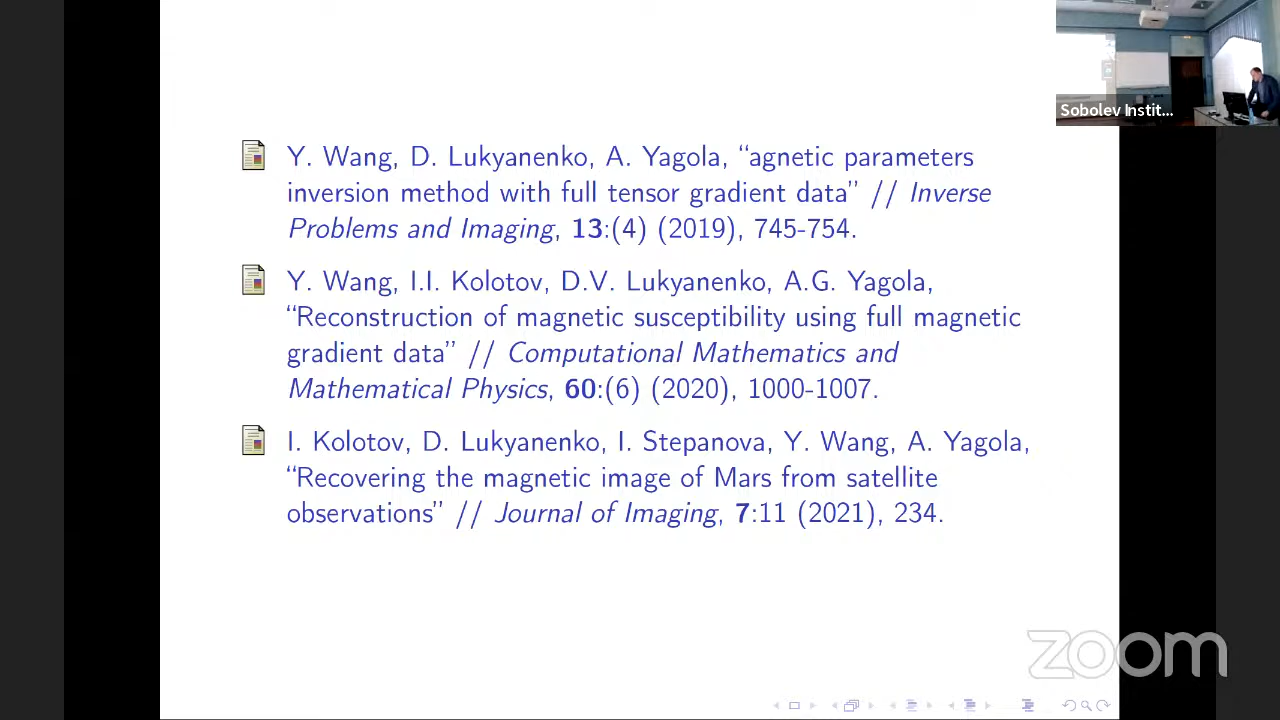 Sobolev Instit...
Y. Wang, D. Lukyanenko, A. Yagola, “agnetic parameters
inversion method with full tensor gradient data” // Inverse
Problems and Imaging, 13:(4) (2019), 745-754.
Y. Wang, I.I. Kolotov, D.V. Lukyanenko, A.G. Yagola,
“Reconstruction of magnetic susceptibility using full magnetic
gradient data” // Computational Mathematics and
Mathematical Physics, 60:(6) (2020), 1000-1007.
I. Kolotov, D. Lukyanenko, I. Stepanova, Y. Wang, A. Yagola,
“Recovering the magnetic image of Mars from satellite
observations” // Journal of Imaging, 7:11 (2021), 234.
zoom